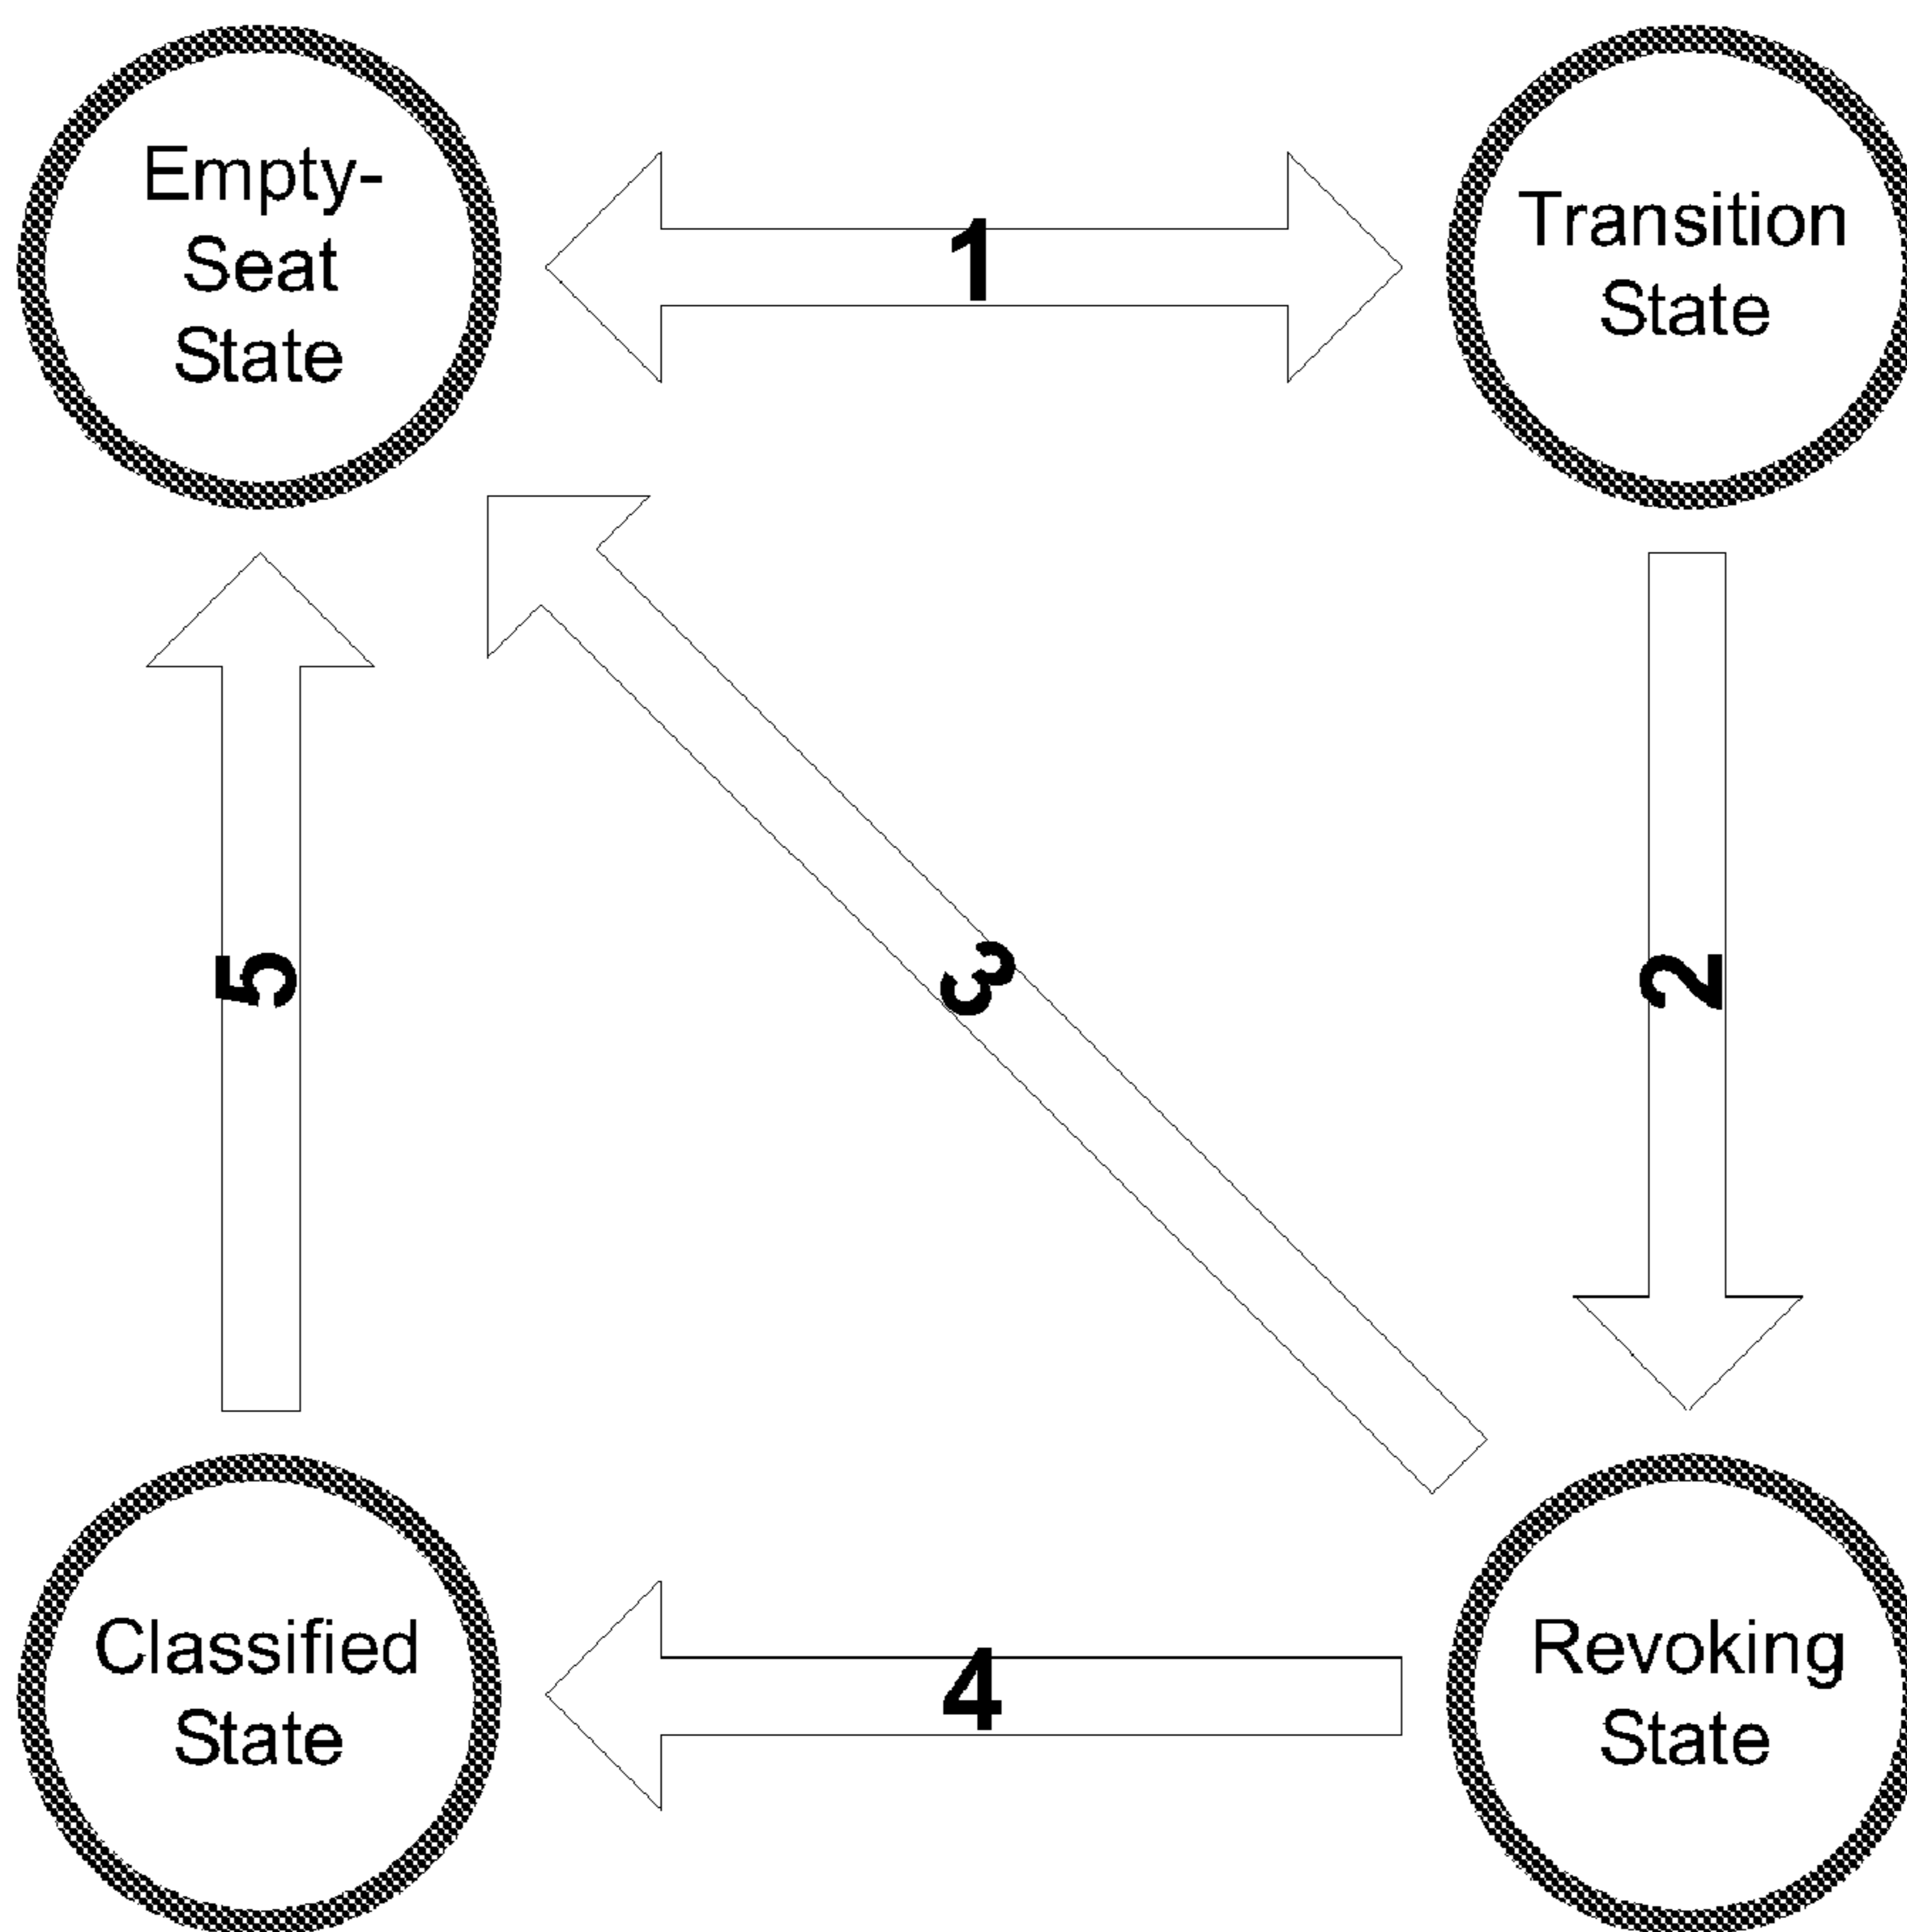 Empty-
Seat
State
1
Transition
State
5
3
2
Classified
State
4
Revoking
State